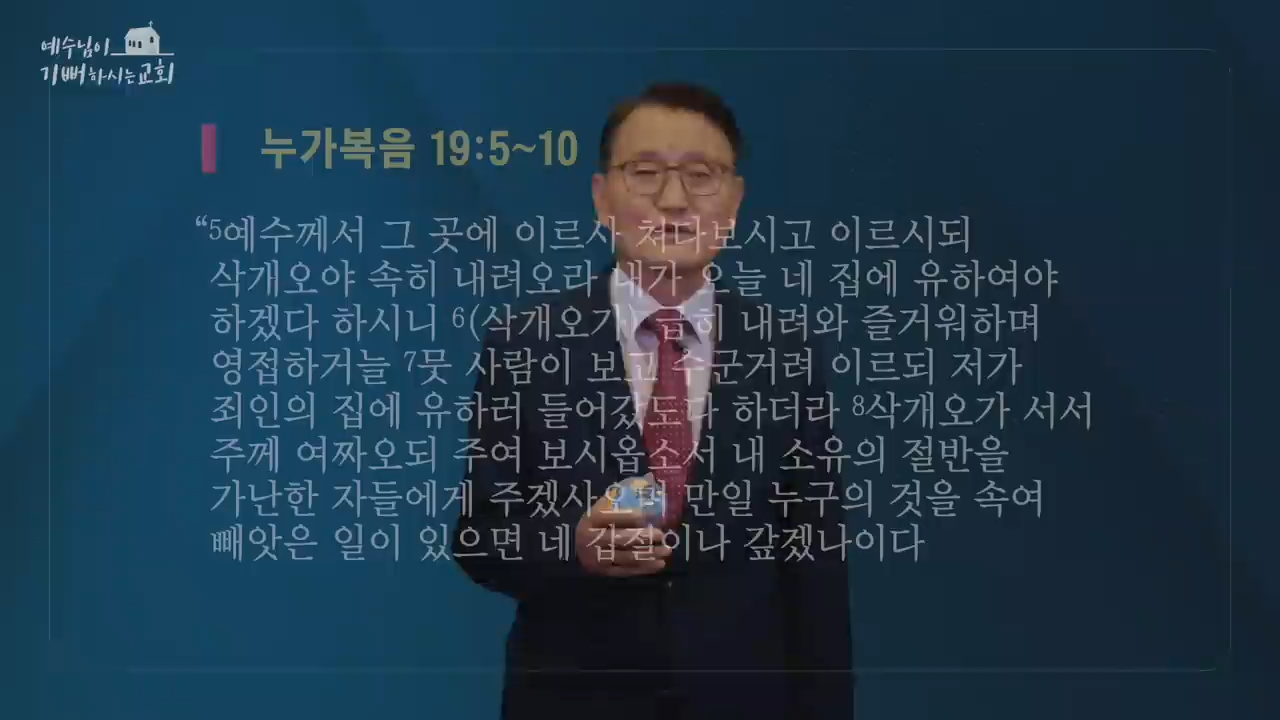 예수님이
기뻐하시는교회
누가복음 19:5~10
“5예수께서 그 곳에 이르사 쳐다보시고 이르시되
삭개오야 속히 내려오라 내가 오늘 네 집에 유하여야
하겠다 하시니 6(삭개오가) 급히 내려와 즐거워하며
영접하거늘 7뭇 사람이 보고 수군거려 이르되 저가
죄인의 집에 유하러 들어갔도다 하더라 8삭개오가 서서
주께 여짜오되 주여 보시옵소서 내 소유의 절반을
가난한 자들에게 주겠사오며 만일 누구의 것을 속여
빼앗은 일이 있으면 네 갑절이나 갚겠나이다